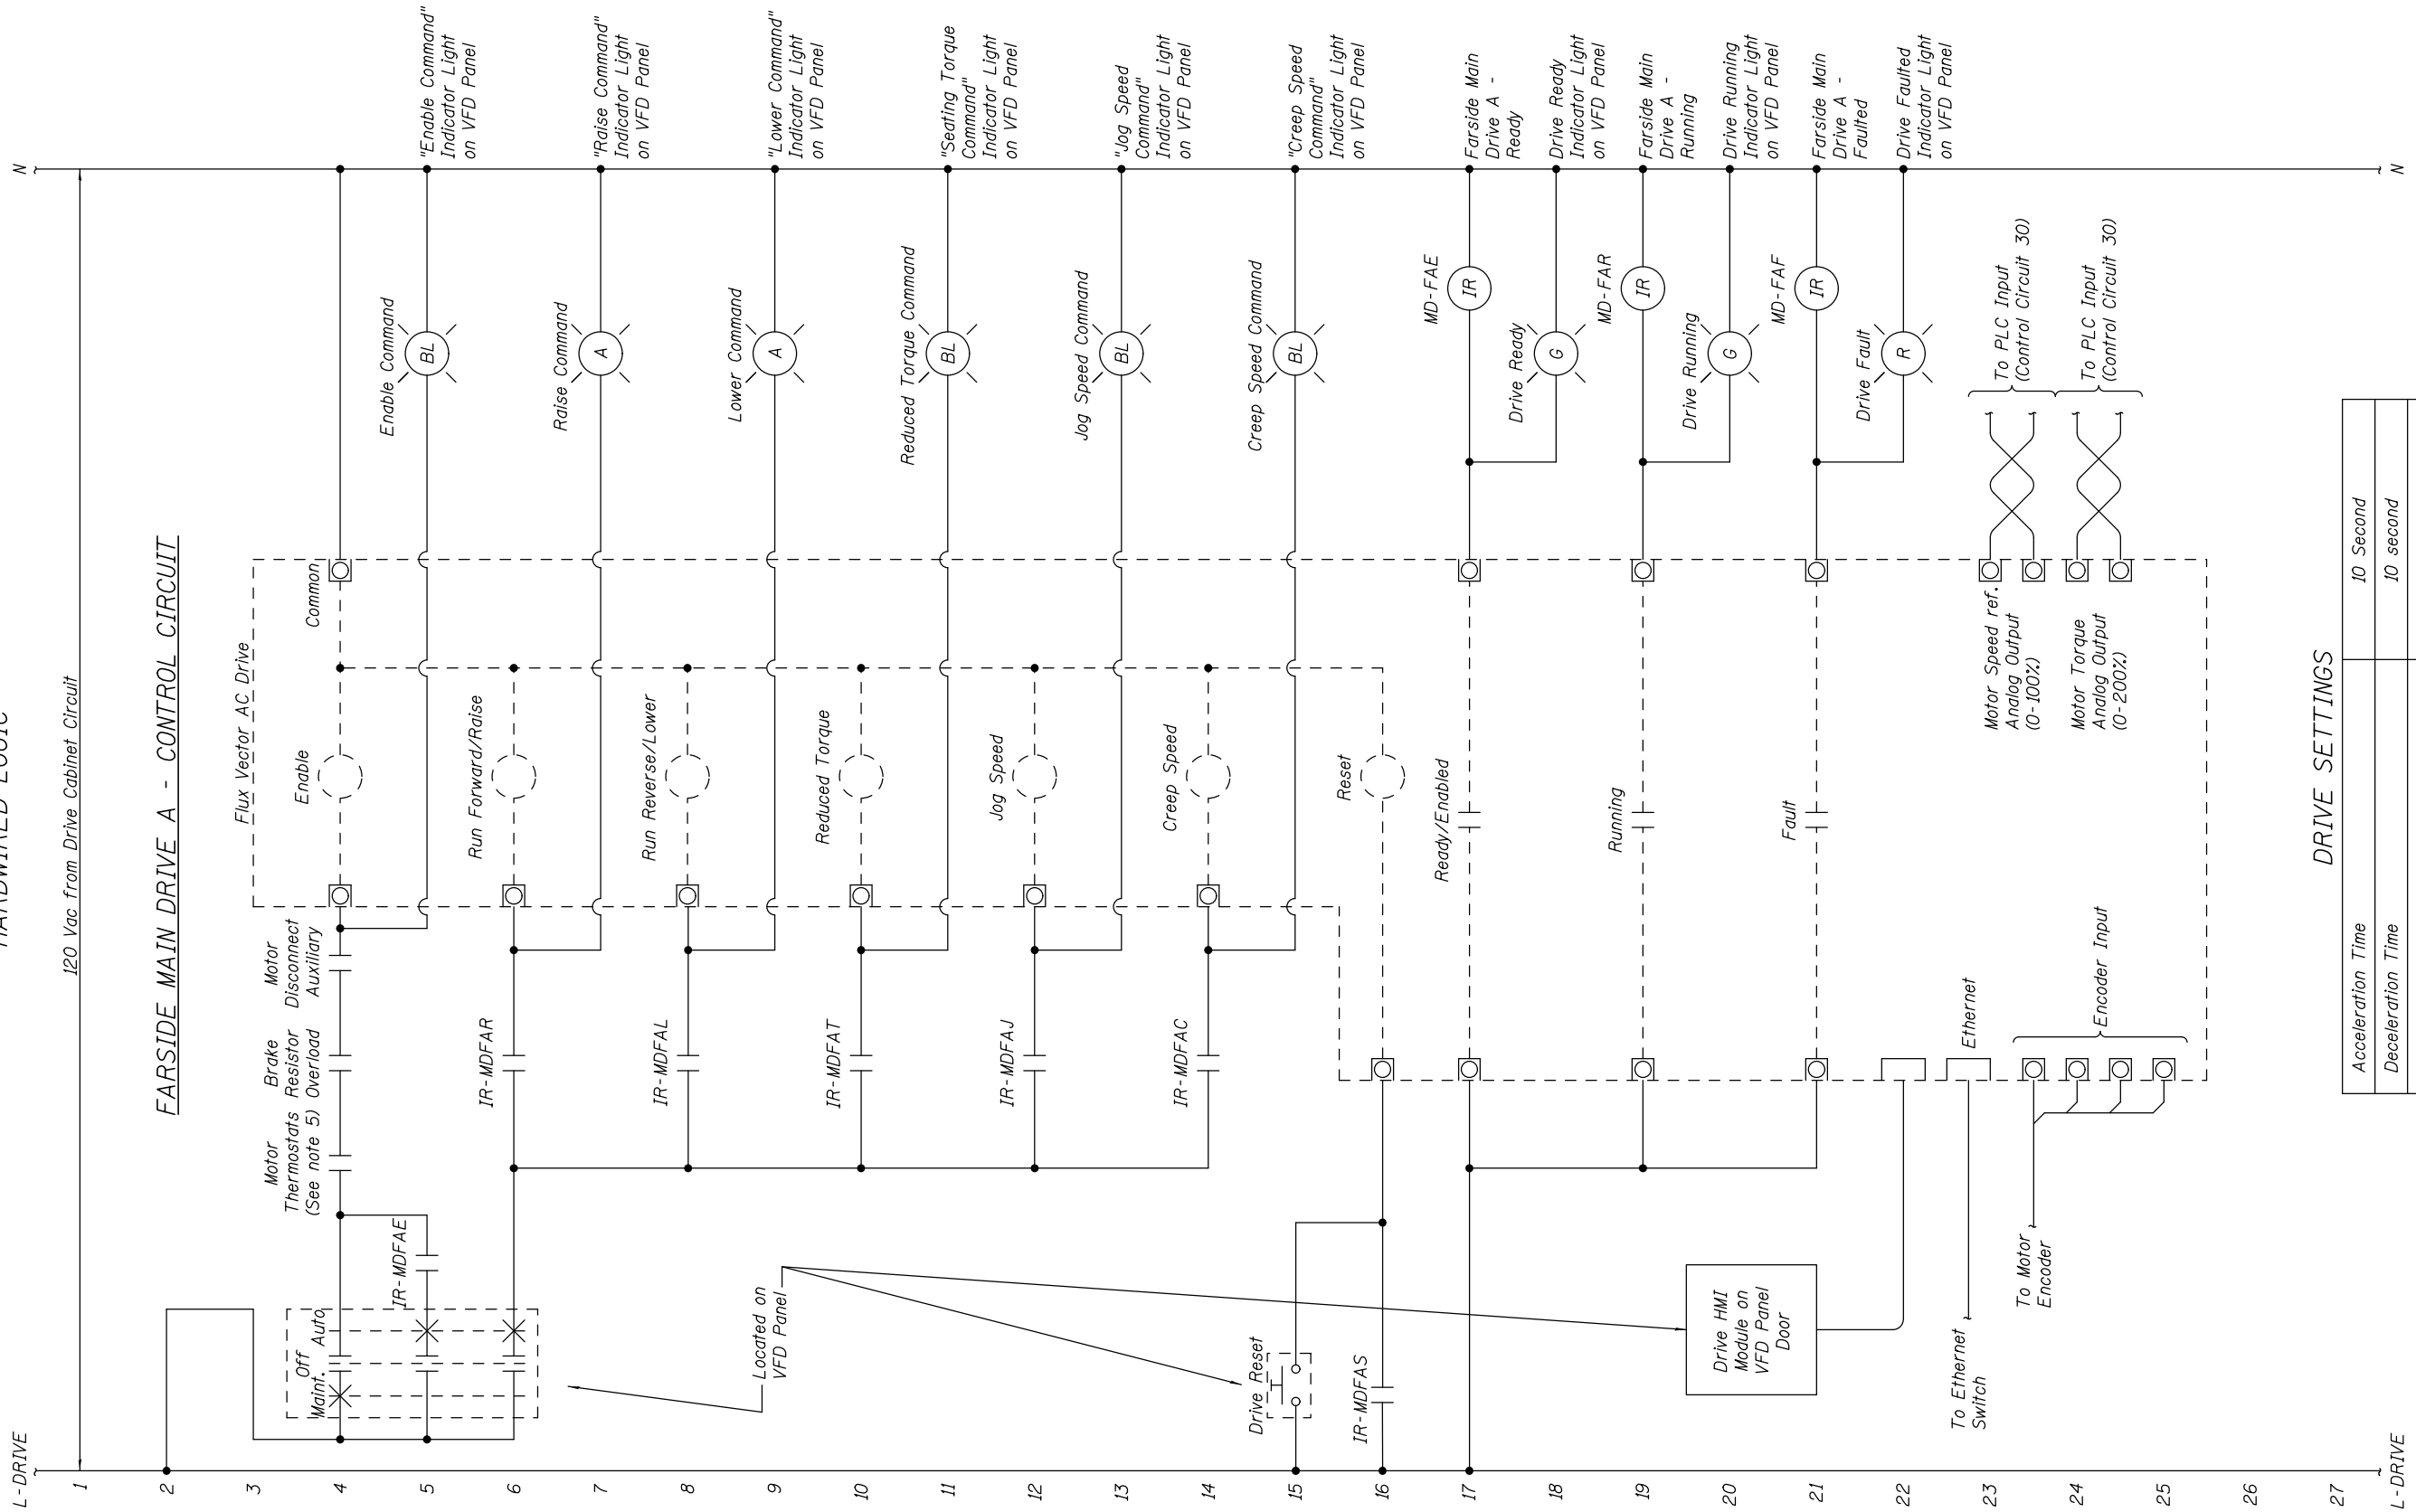 HARDWIRED LOGIC
L-DRIVE
N
120 Vac from Drive Cabinet Circuit
FARSIDE MAIN DRIVE A - CONTROL CIRCUIT
1
2
3
4
5
6
7
8
9
10
11
12
13
14
15
16
17
18
19
20
21
22
23
24
25
26
27
L-DRIVE
N
Maint.
Off
Auto
IR-MDFAE
Motor
Thermostats
(See note 5)
Brake
Resistor
Overload
Motor
Disconnect
Auxiliary
Flux Vector AC Drive
Enable
Common
Enable Command
BL
"Enable Command"
Indicator Light
on VFD Panel
IR-MDFAR
Run Forward/Raise
Raise Command
A
"Raise Command"
Indicator Light
on VFD Panel
IR-MDFAL
Run Reverse/Lower
Lower Command
A
"Lower Command"
Indicator Light
on VFD Panel
IR-MDFAT
Reduced Torque
Reduced Torque Command
BL
"Seating Torque
Command"
Indicator Light
on VFD Panel
IR-MDFAJ
Jog Speed
Jog Speed Command
BL
"Jog Speed
Command"
Indicator Light
on VFD Panel
IR-MDFAC
Creep Speed
Creep Speed Command
BL
"Creep Speed
Command"
Indicator Light
on VFD Panel
Located on
VFD Panel
Drive Reset
IR-MDFAS
Reset
Ready/Enabled
MD-FAE
IR
Farside Main
Drive A -
Ready
Drive Ready
G
Drive Ready
Indicator Light
on VFD Panel
Running
MD-FAR
IR
Farside Main
Drive A -
Running
Drive Running
G
Drive Running
Indicator Light
on VFD Panel
Fault
MD-FAF
IR
Farside Main
Drive A -
Faulted
Drive Fault
R
Drive Faulted
Indicator Light
on VFD Panel
Drive HMI
Module on
VFD Panel
Door
To Ethernet
Switch
Ethernet
To Motor
Encoder
Encoder Input
Motor Speed ref.
Analog Output
(0-100%)
To PLC Input
(Control Circuit 30)
Motor Torque
Analog Output
(0-200%)
To PLC Input
(Control Circuit 30)
DRIVE SETTINGS
Acceleration Time 10 Second
Deceleration Time 10 second